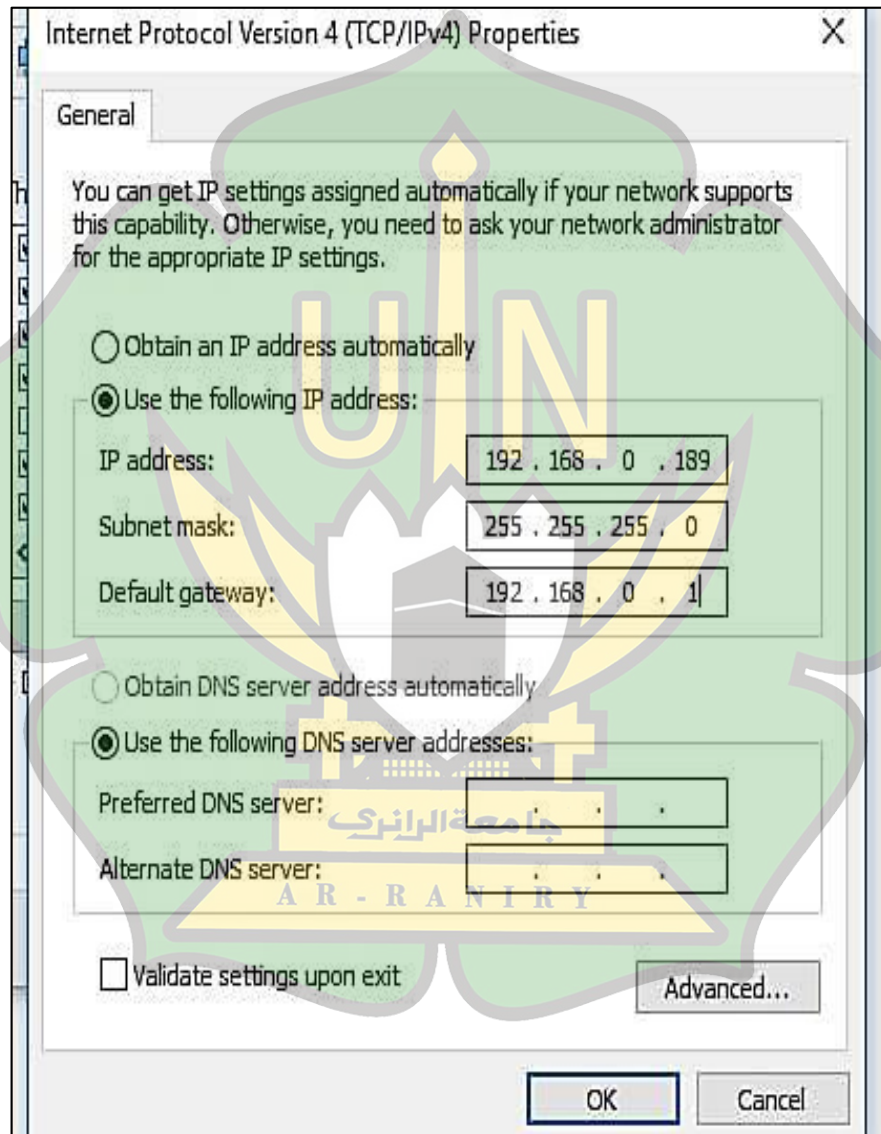 Internet Protocol Version 4 (TCP/IPv4) Properties
General
You can get IP settings assigned automatically if your network supports
this capability. Otherwise, you need to ask your network administrator
for the appropriate IP settings.
Obtain an IP address automatically
Use the following IP address:
IP address: 192 . 168 . 0 . 189
Subnet mask: 255 . 255 . 255 . 0
Default gateway: 192 . 168 . 0 . 1
Obtain DNS server address automatically
Use the following DNS server addresses:
Preferred DNS server: . . .
Alternate DNS server: . . .
Validate settings upon exit
Advanced...
OK Cancel
UIN
جامعة الرانري
AR-RANIRY